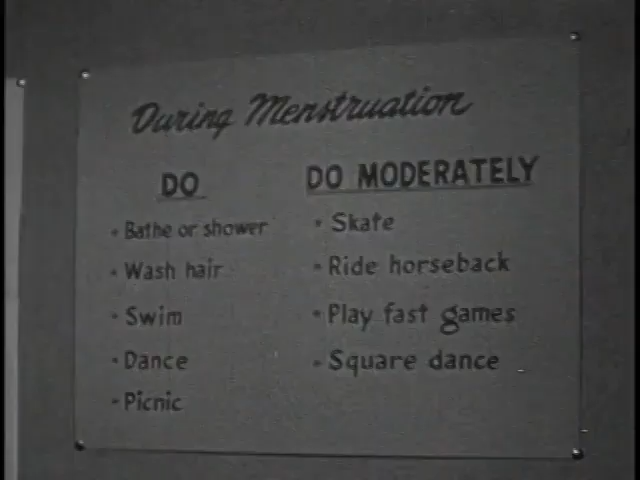 During Menstruation
DO
- Bathe or shower
- Wash hair
- Swim
- Dance
- Picnic
DO MODERATELY
- Skate
- Ride horseback
- Play fast games
- Square dance